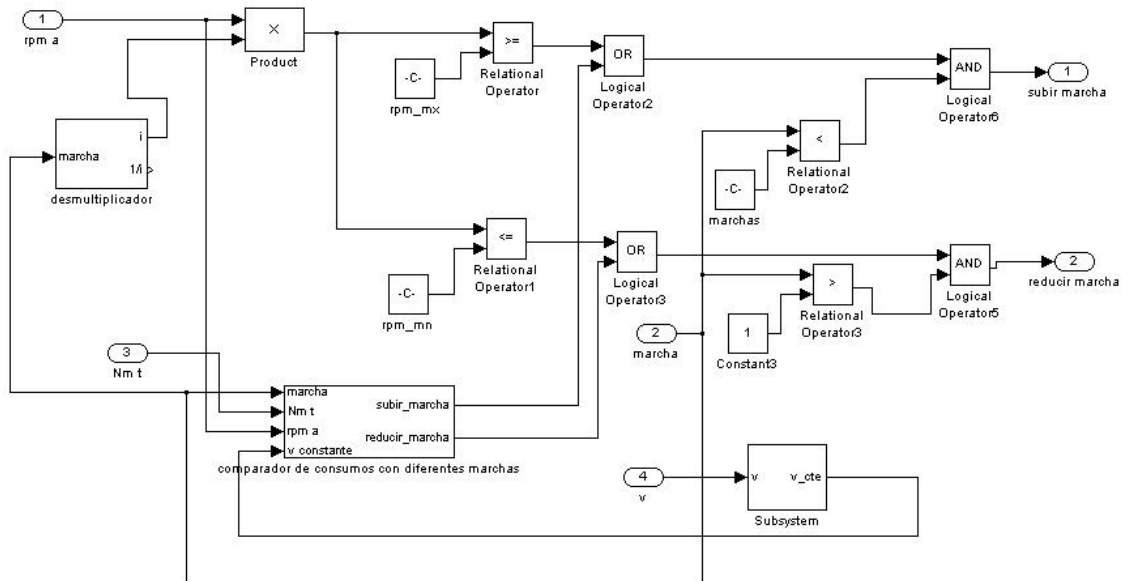 1
rpm a
×
Product
>=
Relational
Operator
-C-
rpm_mx
OR
Logical
Operator2
AND
Logical
Operator6
1
subir marcha
marcha
i
1/i
desmultiplicador
<
Relational
Operator2
-C-
marchas
<=
Relational
Operator1
-C-
rpm_mn
OR
Logical
Operator3
AND
Logical
Operator5
2
reducir marcha
>
Relational
Operator3
1
Constant3
2
marcha
3
Nm t
marcha
Nm t
rpm a
v constante
subir_marcha
reducir_marcha
comparador de consumos con diferentes marchas
4
v
v
v_cte
Subsystem